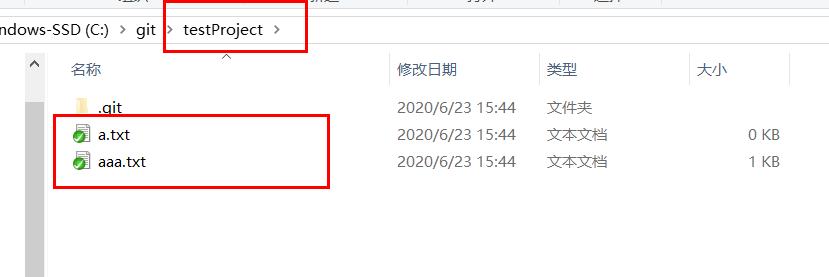 ndows-SSD (C:) > git > testProject >
名称 修改日期 类型 大小
.git 2020/6/23 15:44 文件夹
a.txt 2020/6/23 15:44 文本文档 0 KB
aaa.txt 2020/6/23 15:44 文本文档 1 KB